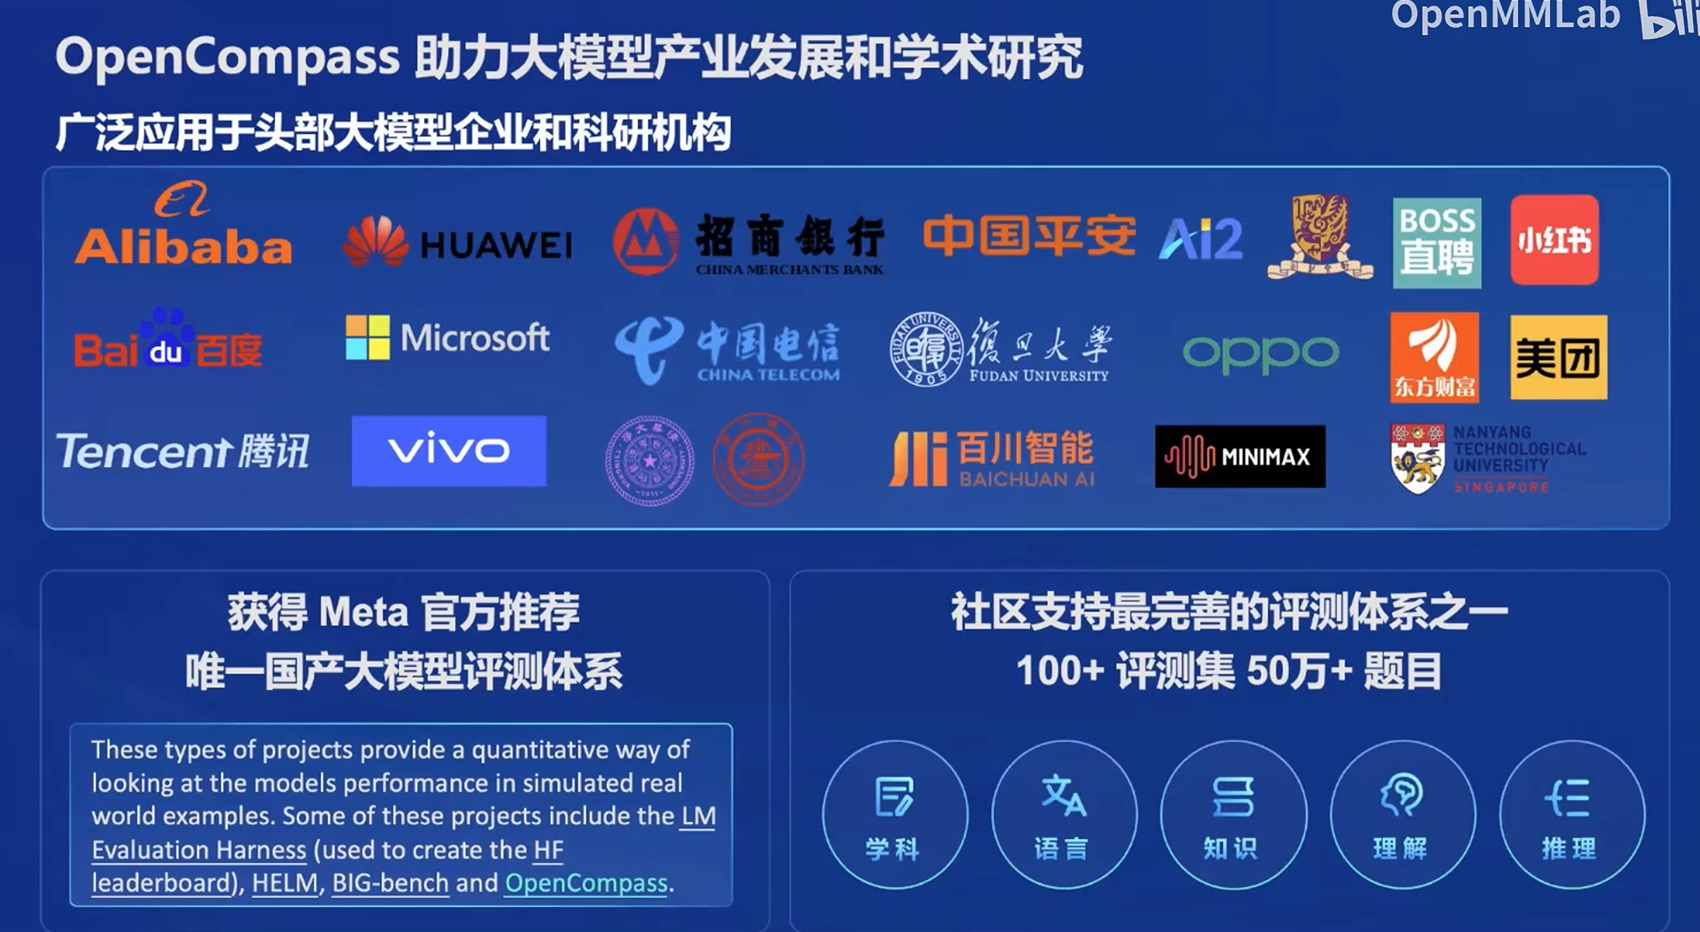 OpenMMLab bili
OpenCompass 助力大模型产业发展和学术研究
广泛应用于头部大模型企业和科研机构
Alibaba
HUAWEI
招商銀行
CHINA MERCHANTS BANK
中国平安
Ai2
BOSS
直聘
小红书
Bai du 百度
Microsoft
中国电信
CHINA TELECOM
FUDAN UNIVERSITY
1905
復旦大學
FUDAN UNIVERSITY
oppo
东方财富
美团
Tencent 腾讯
vivo
TSINGHUA UNIVERSITY
1911
百川智能
BAICHUAN AI
MINIMAX
NANYANG
TECHNOLOGICAL
UNIVERSITY
SINGAPORE
获得 Meta 官方推荐
唯一国产大模型评测体系
These types of projects provide a quantitative way of
looking at the models performance in simulated real
world examples. Some of these projects include the LM
Evaluation Harness (used to create the HF
leaderboard), HELM, BIG-bench and OpenCompass.
社区支持最完善的评测体系之一
100+ 评测集 50万+ 题目
学科
语言
知识
理解
推理